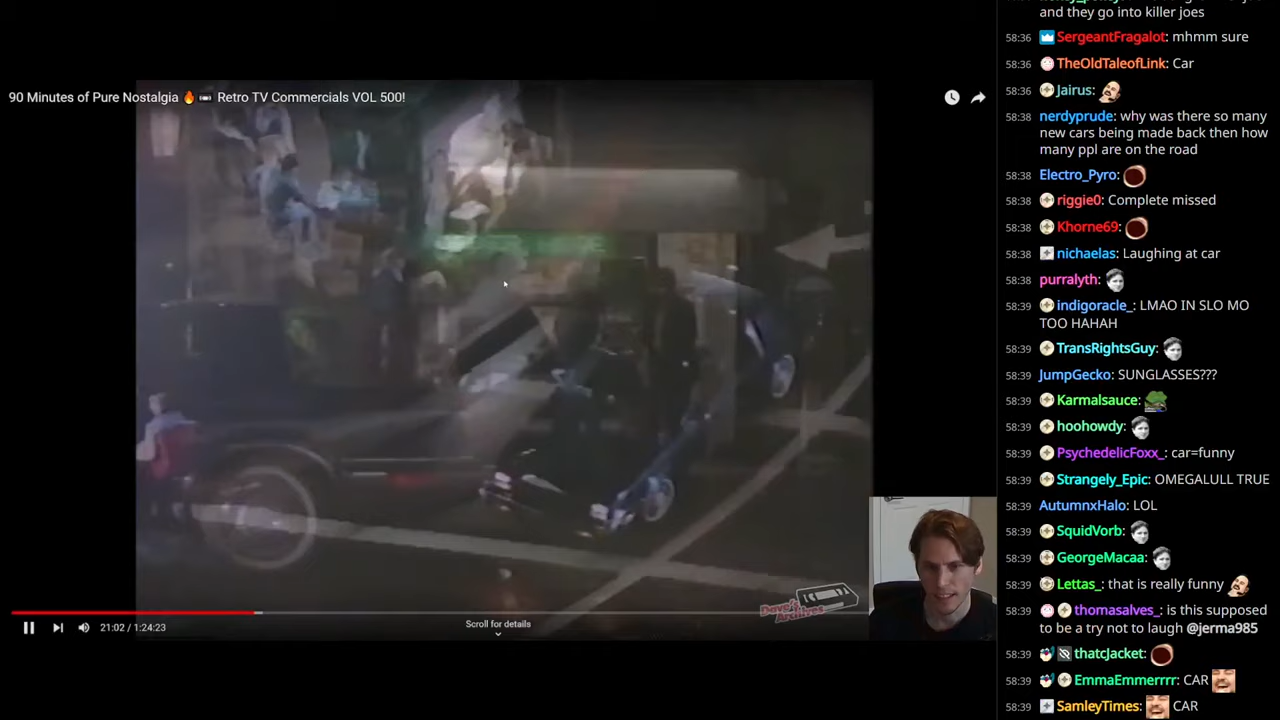 90 Minutes of Pure Nostalgia 🔥📼 Retro TV Commercials VOL 500!
Dave's Archives
Scroll for details
21:02 / 1:24:23
and they go into killer joes
58:36 SergeantFragalot: mhmm sure
58:36 TheOldTaleofLink: Car
58:36 Jairus:
58:38 nerdyprude: why was there so many
new cars being made back then how
many ppl are on the road
58:38 Electro_Pyro:
58:38 riggie0: Complete missed
58:38 Khorne69:
58:38 nichaelas: Laughing at car
58:38 purralyth:
58:39 indigoracle_: LMAO IN SLO MO
TOO HAHAH
58:39 TransRightsGuy:
58:39 JumpGecko: SUNGLASSES???
58:39 Karmalsauce:
58:39 hoohowdy:
58:39 PsychedelicFoxx_: car=funny
58:39 Strangely_Epic: OMEGALULL TRUE
58:39 AutumnxHalo: LOL
58:39 SquidVorb:
58:39 GeorgeMacaa:
58:39 Lettas_: that is really funny
58:39 thomasalves_: is this supposed
to be a try not to laugh @jerma985
58:39 thatcJacket:
58:39 EmmaEmmerrrr: CAR
58:39 SamleyTimes: CAR